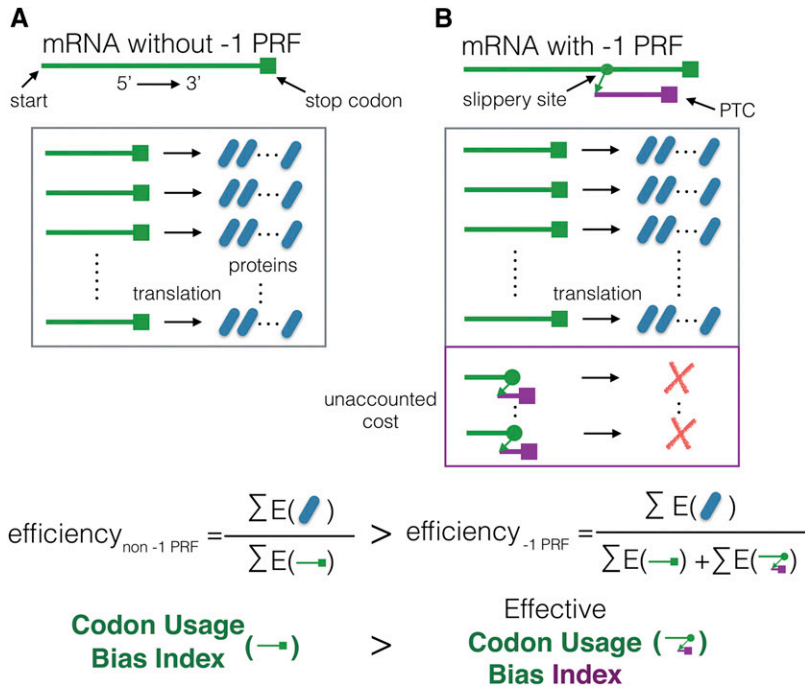 A
mRNA without -1 PRF
start
5’ 3’
stop codon
proteins
translation
B
mRNA with -1 PRF
slippery site
PTC
translation
unaccounted
cost
efficiency non -1 PRF = ∑ E( ) / ∑ E( ) > efficiency -1 PRF = ∑ E( ) / ∑ E( ) + ∑ E( )
Codon Usage
Bias Index ( )
>
Effective
Codon Usage ( )
Bias Index